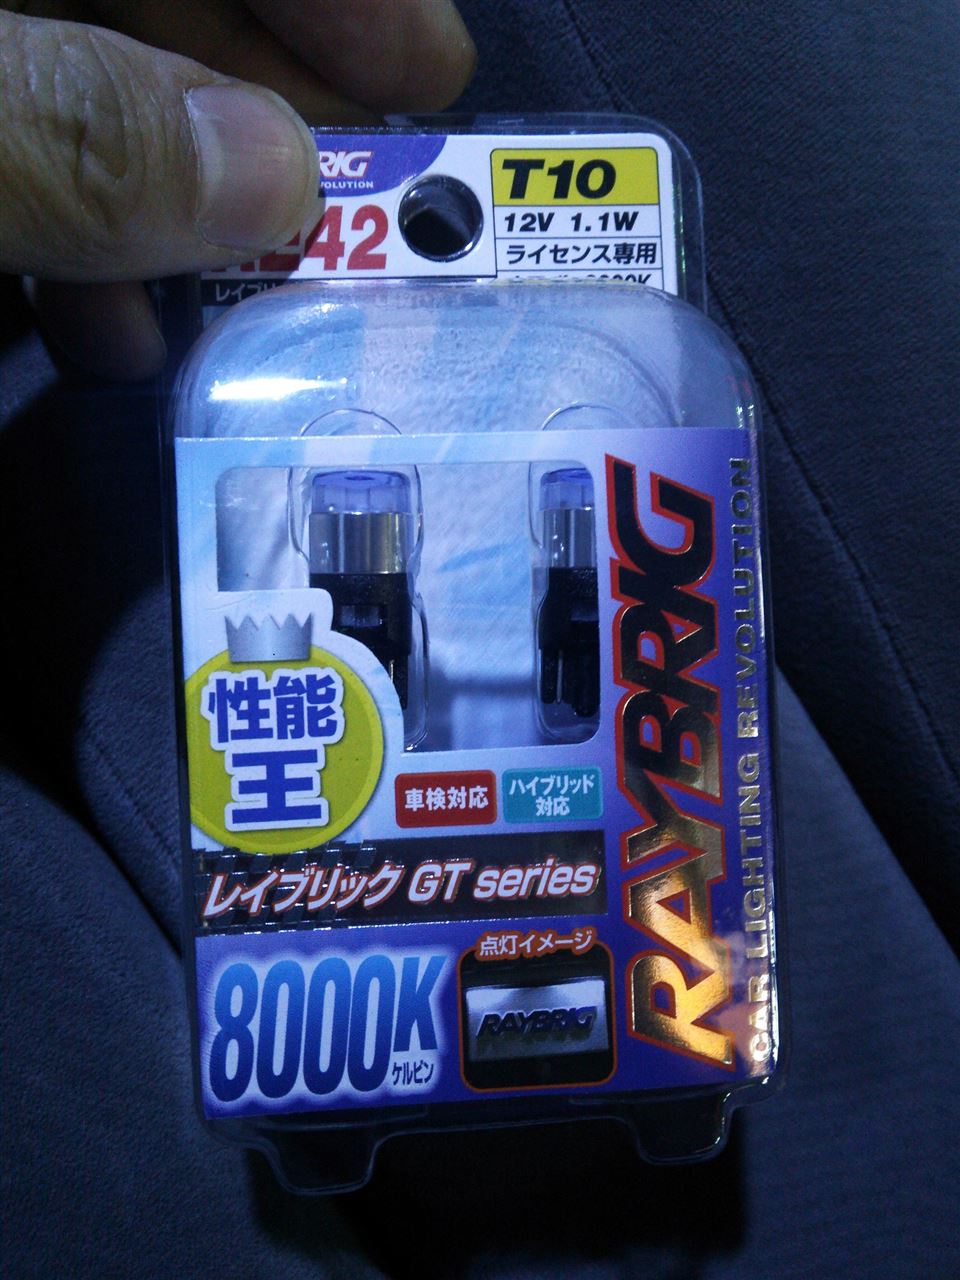 T10
12V 1.1W
ライセンス専用
性能
王
車検対応
ハイブリッド
対応
レイブリック GT series
8000K
ケルビン
点灯イメージ
RAYBRIG
RAYBRIG
CAR LIGHTING REVOLUTION